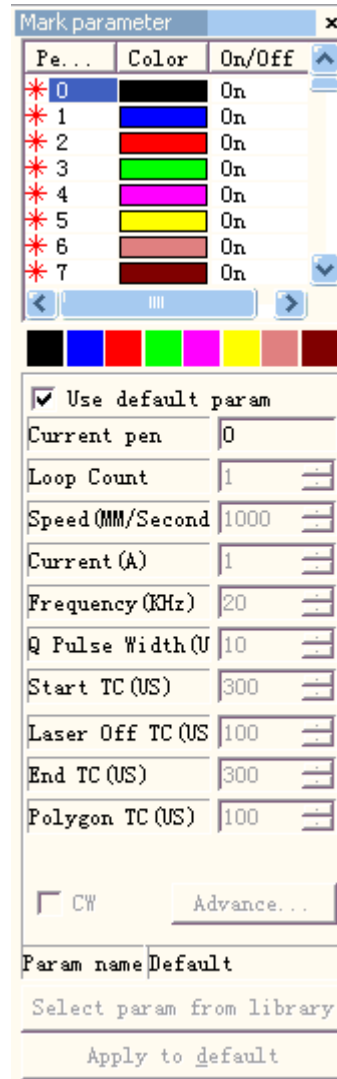 Mark parameter
Pe... Color On/Off
0 On
1 On
2 On
3 On
4 On
5 On
6 On
7 On
Use default param
Current pen 0
Loop Count 1
Speed(MM/Second 1000
Current(A) 1
Frequency(KHz) 20
Q Pulse Width(U 10
Start TC(US) 300
Laser Off TC(US 100
End TC(US) 300
Polygon TC(US) 100
CW Advance...
Param name Default
Select param from library
Apply to default